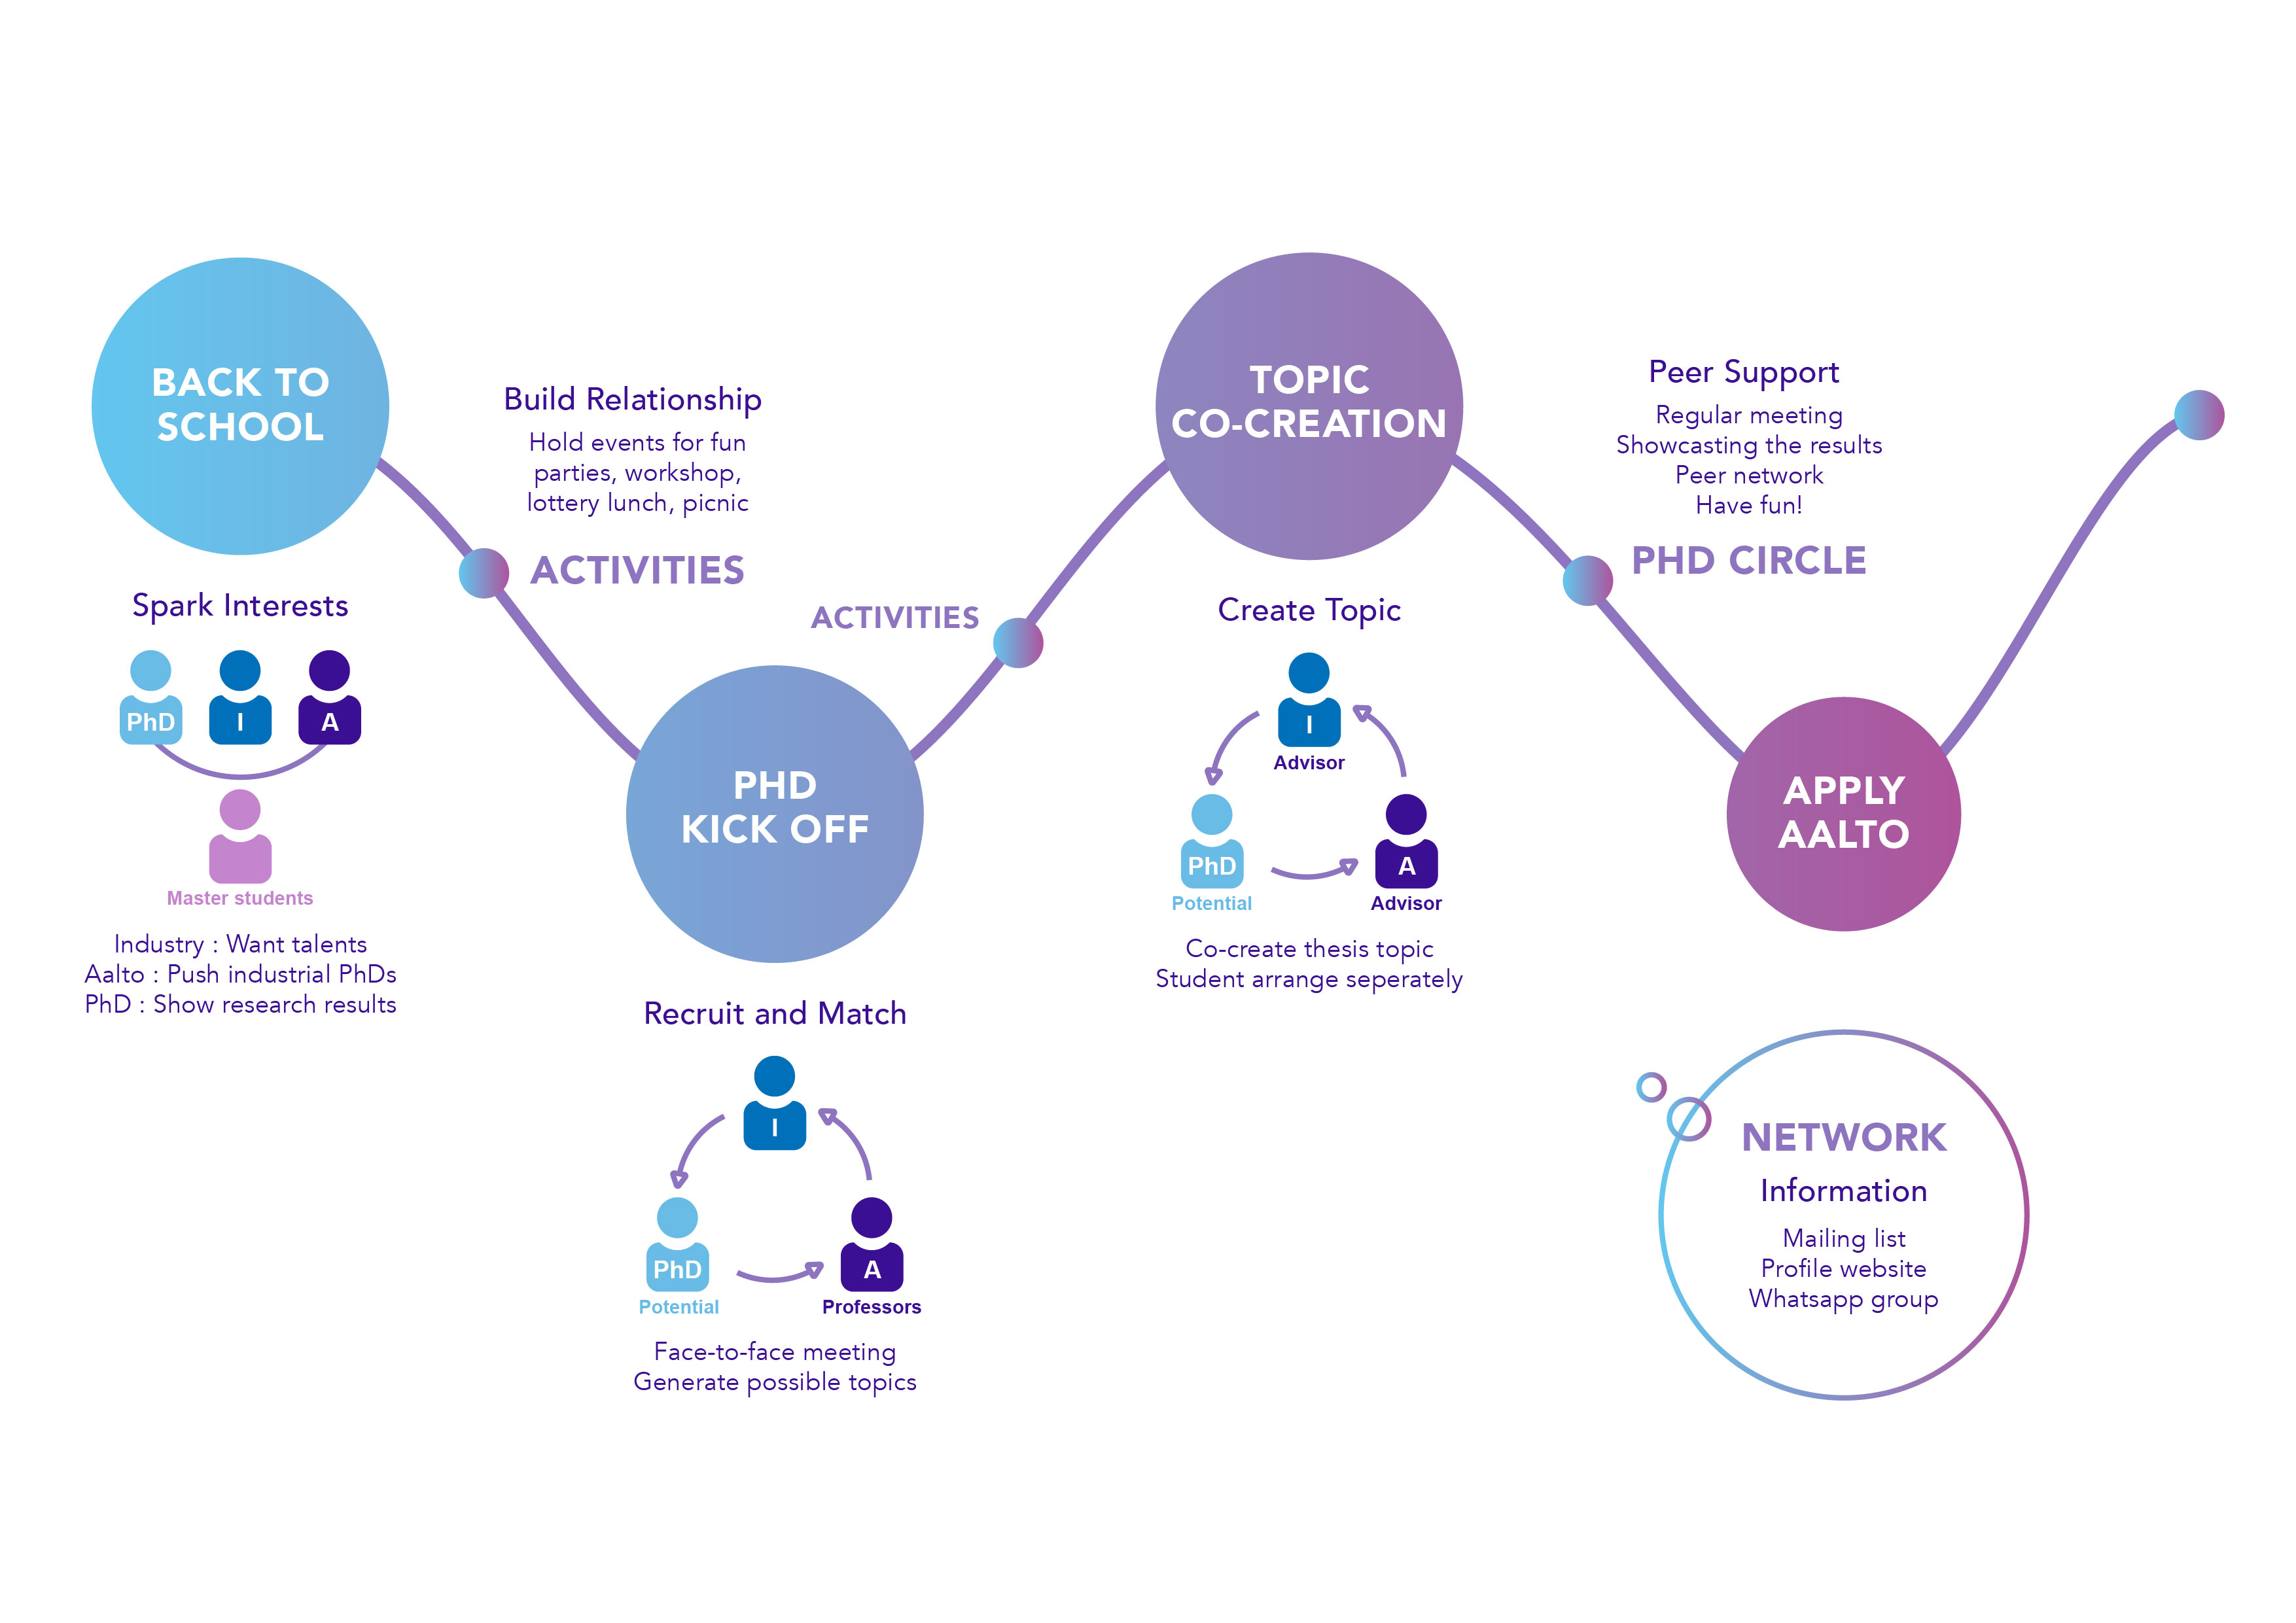 BACK TO
SCHOOL
Spark Interests
PhD
I
A
Master students
Industry : Want talents
Aalto : Push industrial PhDs
PhD : Show research results
Build Relationship
Hold events for fun
parties, workshop,
lottery lunch, picnic
ACTIVITIES
PHD
KICK OFF
Recruit and Match
I
PhD
Potential
A
Professors
Face-to-face meeting
Generate possible topics
ACTIVITIES
TOPIC
CO-CREATION
Create Topic
I
Advisor
PhD
Potential
A
Advisor
Co-create thesis topic
Student arrange seperately
Peer Support
Regular meeting
Showcasting the results
Peer network
Have fun!
PHD CIRCLE
APPLY
AALTO
NETWORK
Information
Mailing list
Profile website
Whatsapp group